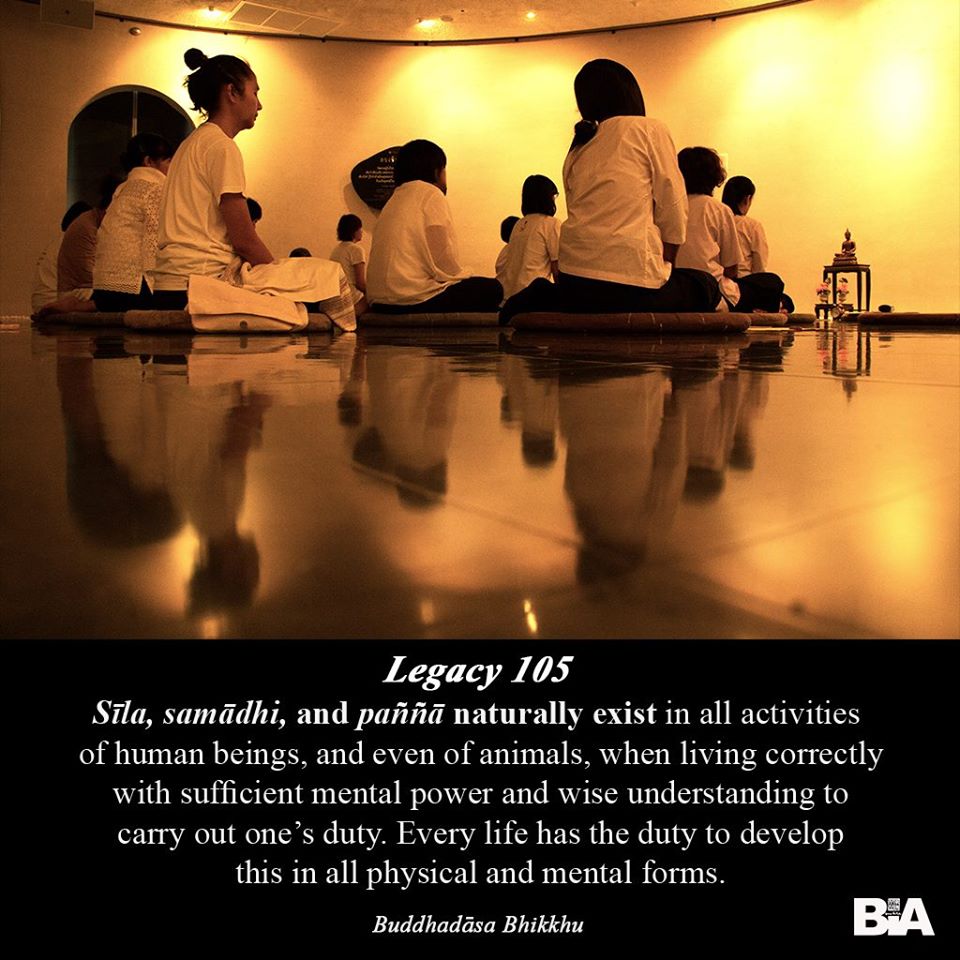 Legacy 105
Sīla, samādhi, and paññā naturally exist in all activities
of human beings, and even of animals, when living correctly
with sufficient mental power and wise understanding to
carry out one’s duty. Every life has the duty to develop
this in all physical and mental forms.
Buddhadāsa Bhikkhu
BIA